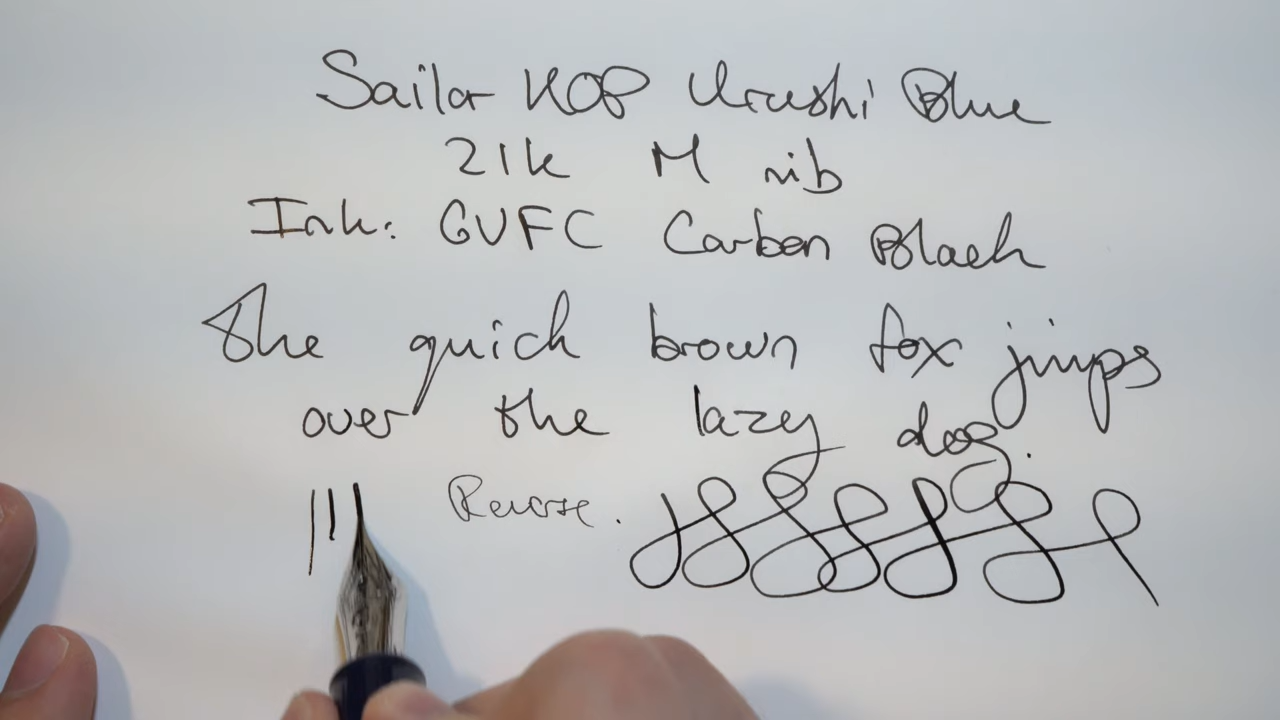 Sailor KOP Urushi Blue
21k M nib
Ink: GVFC Carbon Black
The quick brown fox jumps
over the lazy dog.
Reverse.